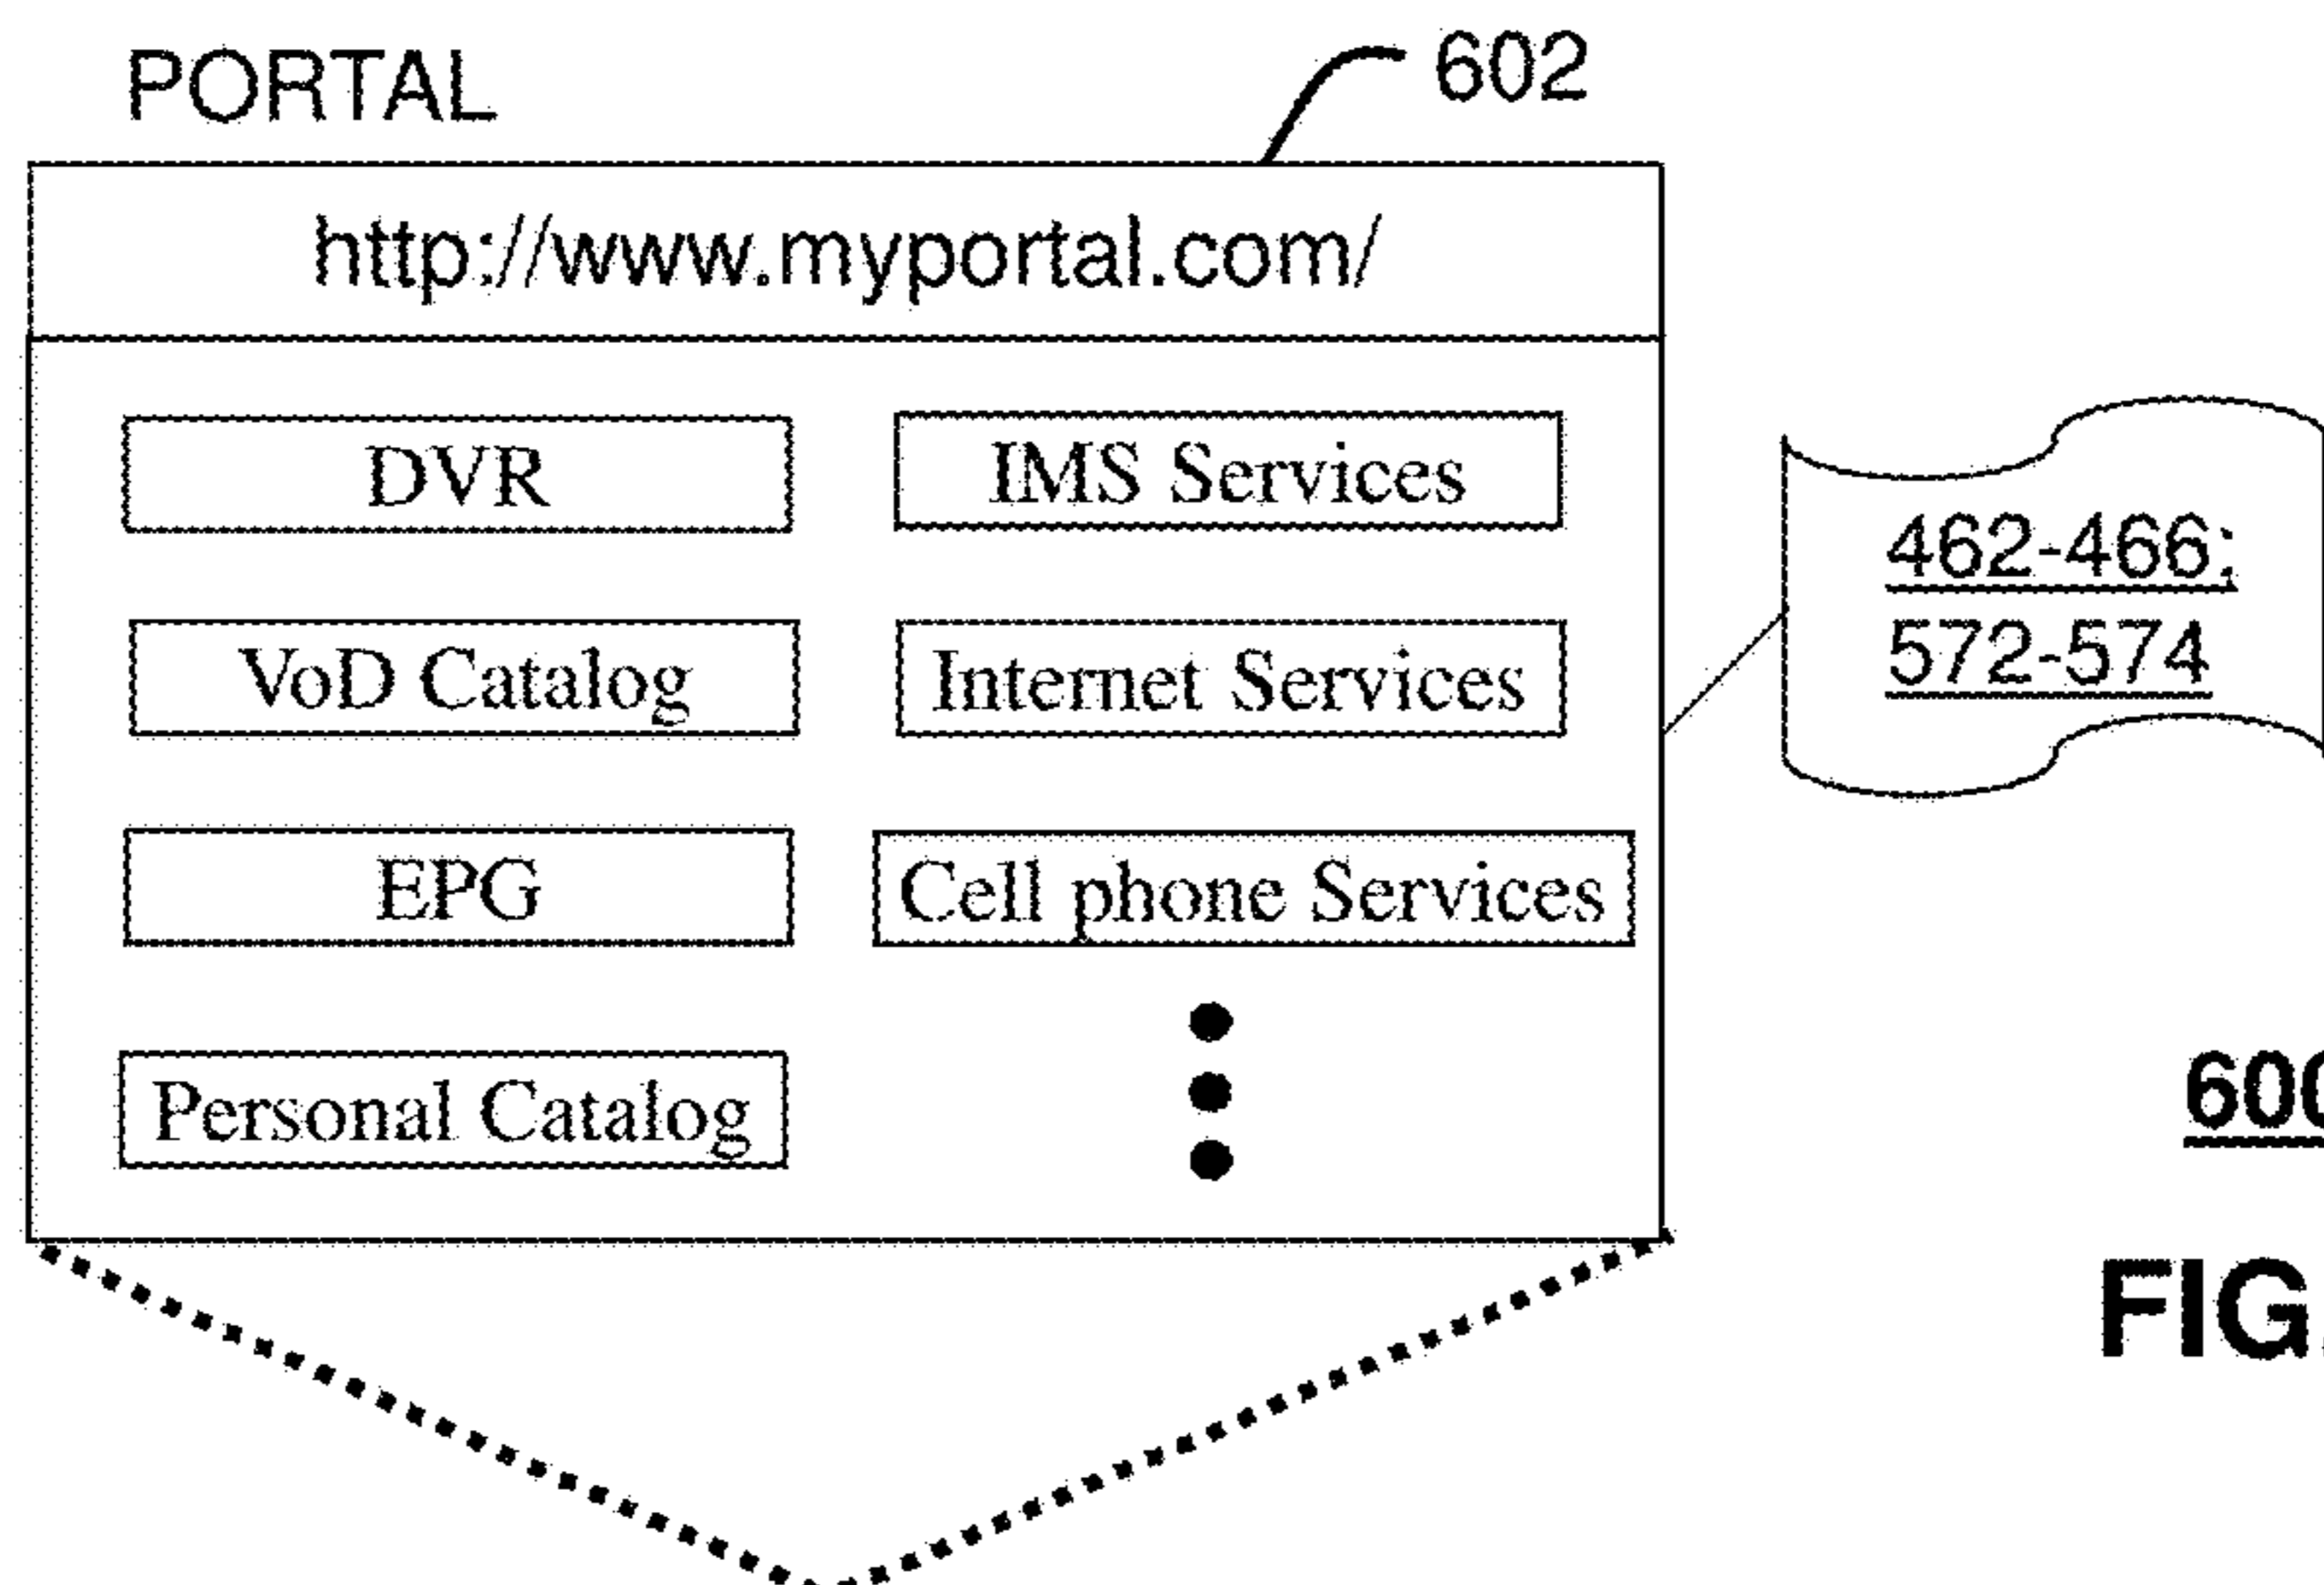 PORTAL
602
http://www.myportal.com/
DVR
IMS Services
462-466;
572-574
VoD Catalog
Internet Services
EPG
Cell phone Services
Personal Catalog
FIG.